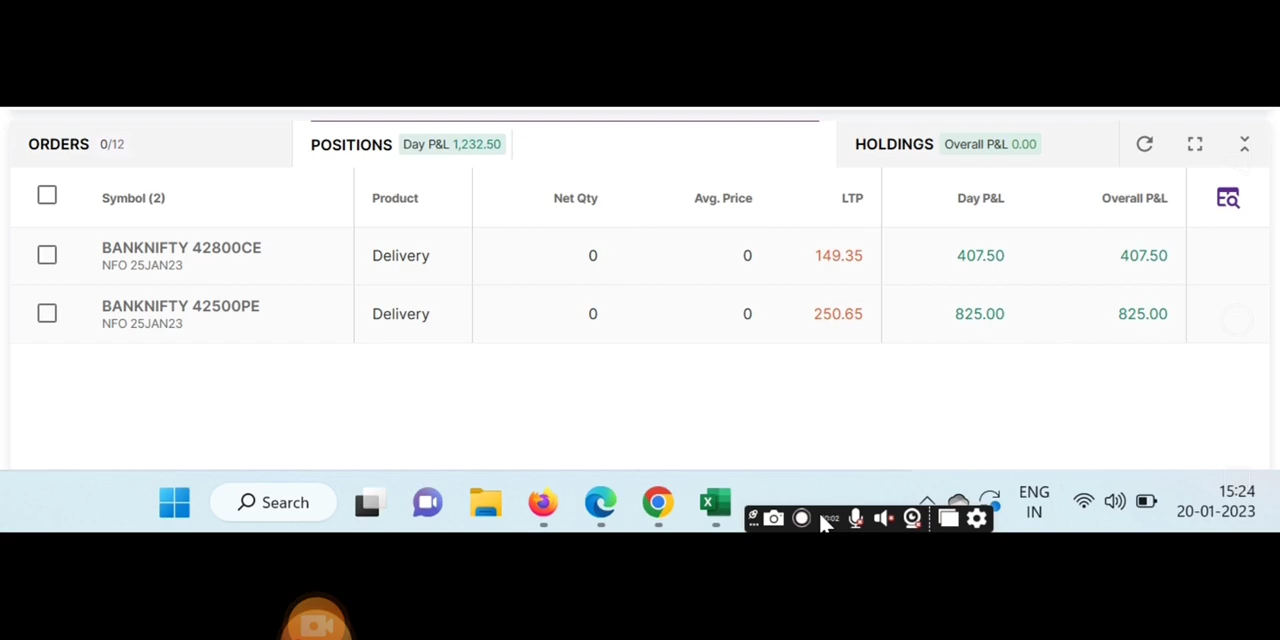 ORDERS 0/12 POSITIONS Day P&L 1,232.50 HOLDINGS Overall P&L 0.00
Symbol (2) Product Net Qty Avg. Price LTP Day P&L Overall P&L
BANKNIFTY 42800CE Delivery 0 0 149.35 407.50 407.50
NFO 25JAN23
BANKNIFTY 42500PE Delivery 0 0 250.65 825.00 825.00
NFO 25JAN23
Search ENG 15:24
IN 20-01-2023